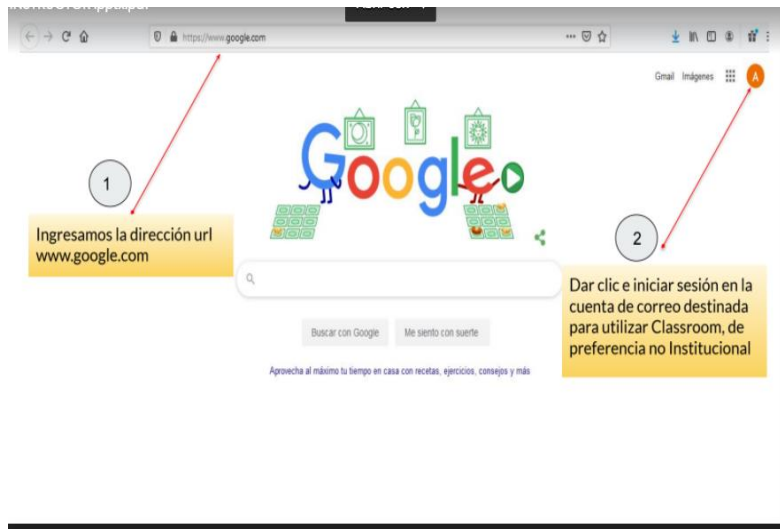 https://www.google.com
Gmail Imágenes
A
Google
1
Ingresamos la dirección url
www.google.com
2
Dar clic e iniciar sesión en la
cuenta de correo destinada
para utilizar Classroom, de
preferencia no Institucional
Buscar con Google Me siento con suerte
Aprovecha al máximo tu tiempo en casa con recetas, ejercicios, consejos y más